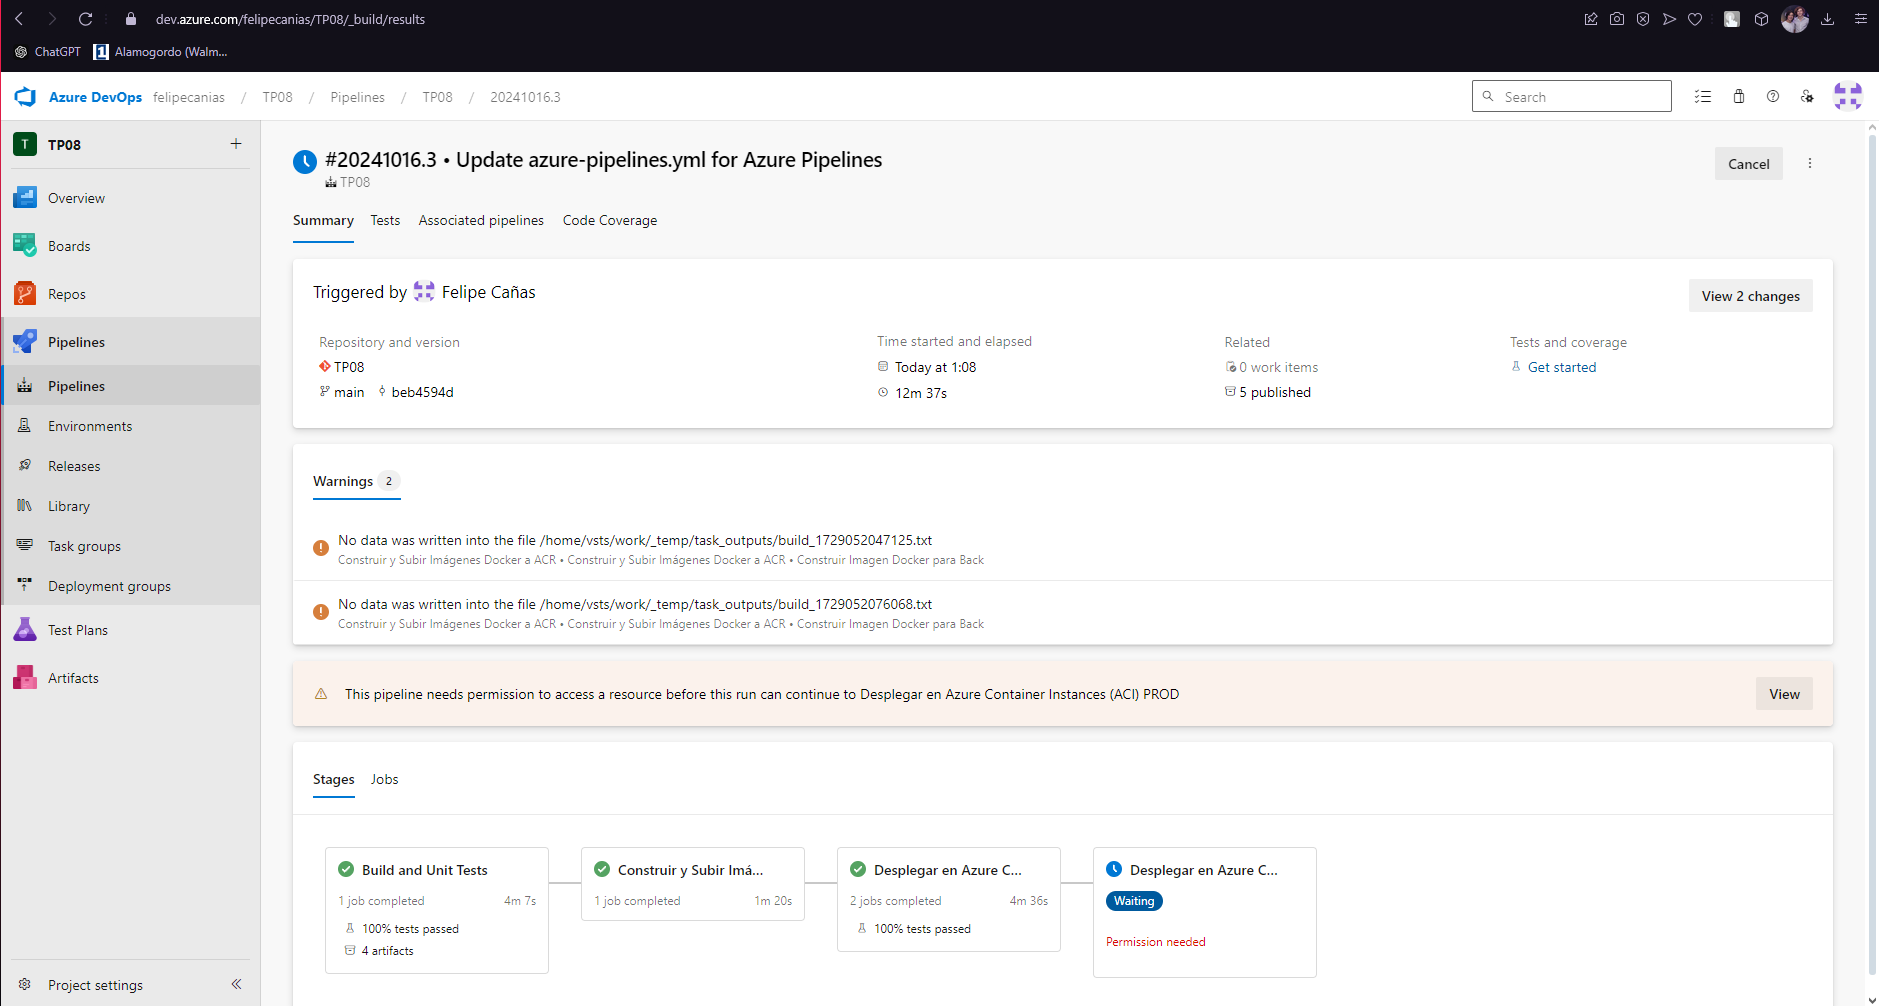 dev.azure.com/felipecanias/TP08/_build/results
ChatGPT
Alamogordo (Walm...
Azure DevOps felipecanias / TP08 / Pipelines / TP08 / 20241016.3
Search
T TP08
Overview
Boards
Repos
Pipelines
Pipelines
Environments
Releases
Library
Task groups
Deployment groups
Test Plans
Artifacts
Project settings
#20241016.3 • Update azure-pipelines.yml for Azure Pipelines
TP08
Cancel
Summary Tests Associated pipelines Code Coverage
Triggered by Felipe Cañas
View 2 changes
Repository and version
TP08
main beb4594d
Time started and elapsed
Today at 1:08
12m 37s
Related
0 work items
5 published
Tests and coverage
Get started
Warnings 2
No data was written into the file /home/vsts/work/_temp/task_outputs/build_1729052047125.txt
Construir y Subir Imágenes Docker a ACR • Construir y Subir Imágenes Docker a ACR • Construir Imagen Docker para Back
No data was written into the file /home/vsts/work/_temp/task_outputs/build_1729052076068.txt
Construir y Subir Imágenes Docker a ACR • Construir y Subir Imágenes Docker a ACR • Construir Imagen Docker para Back
This pipeline needs permission to access a resource before this run can continue to Desplegar en Azure Container Instances (ACI) PROD
View
Stages Jobs
Build and Unit Tests
1 job completed 4m 7s
100% tests passed
4 artifacts
Construir y Subir Imá...
1 job completed 1m 20s
Desplegar en Azure C...
2 jobs completed 4m 36s
100% tests passed
Desplegar en Azure C...
Waiting
Permission needed